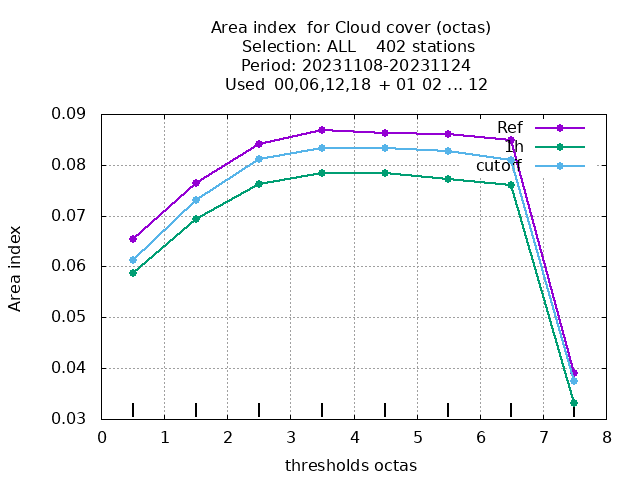 Area index  for Cloud cover (octas)
Selection: ALL    402 stations
Period: 20231108-20231124
Used  00,06,12,18  + 01 02 ... 12
Ref
1h
cutoff
0.09
0.08
0.07
0.06
0.05
0.04
0.03
Area index
0 1 2 3 4 5 6 7 8
thresholds octas